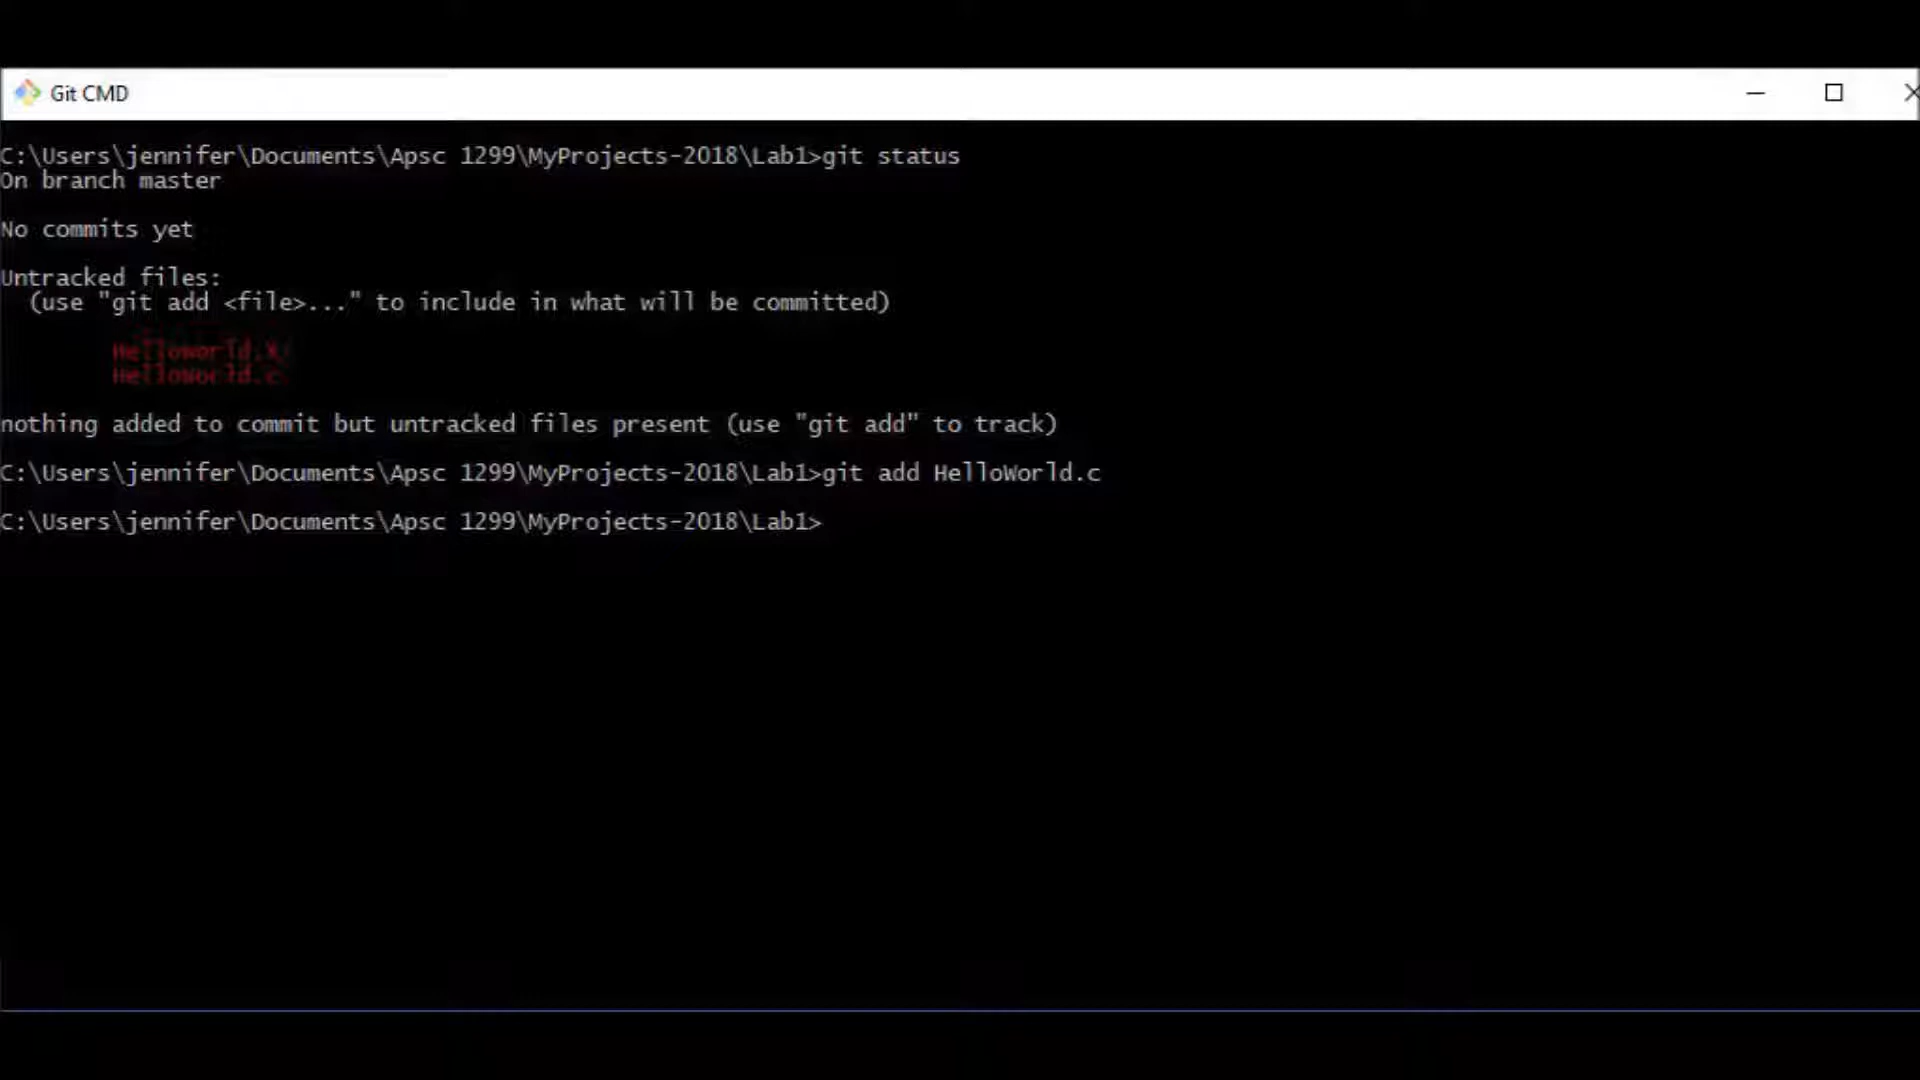 Git CMD
C:\Users\jennifer\Documents\Apsc 1299\MyProjects-2018\Lab1>git status
On branch master
No commits yet
Untracked files:
(use "git add <file>..." to include in what will be committed)
HelloWorld.c
nothing added to commit but untracked files present (use "git add" to track)
C:\Users\jennifer\Documents\Apsc 1299\MyProjects-2018\Lab1>git add HelloWorld.c
C:\Users\jennifer\Documents\Apsc 1299\MyProjects-2018\Lab1>